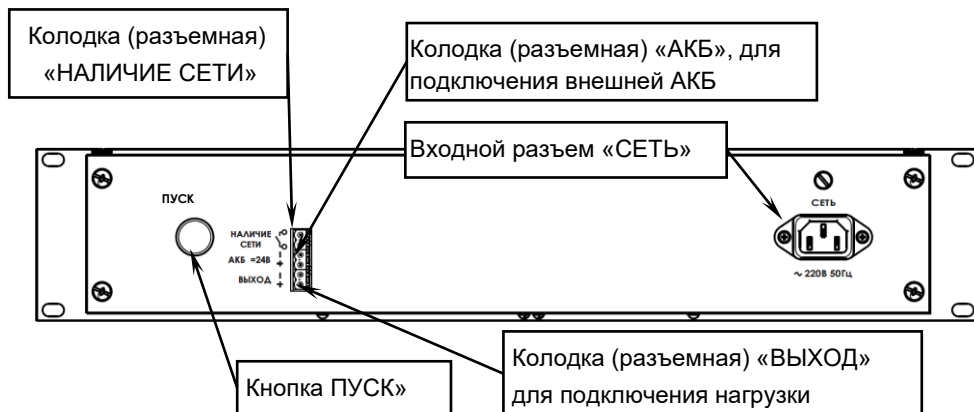 Колодка (разъемная)
«НАЛИЧИЕ СЕТИ»
Колодка (разъемная) «АКБ», для
подключения внешней АКБ
Входной разъем «СЕТЬ»
ПУСК
НАЛИЧИЕ
СЕТИ
АКБ =24В
- +
ВЫХОД
- +
СЕТЬ
~ 220В 50Гц
Кнопка ПУСК»
Колодка (разъемная) «ВЫХОД»
для подключения нагрузки